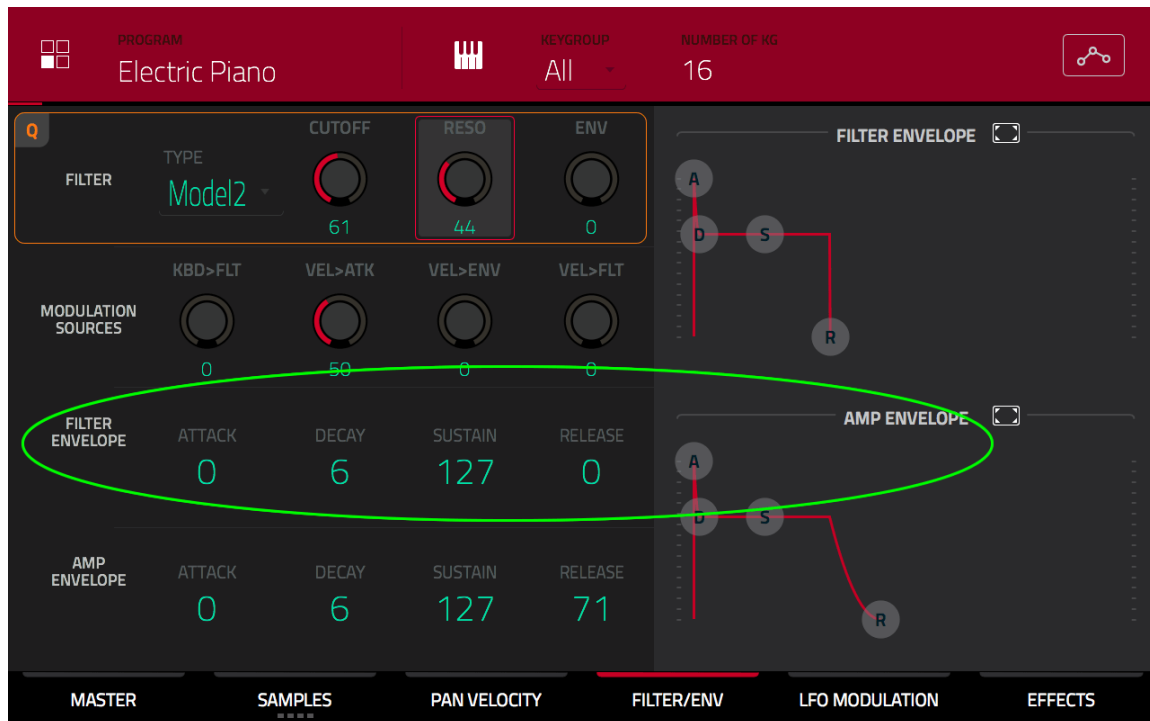 PROGRAM
Electric Piano
KEYGROUP
All
NUMBER OF KG
16
Q
FILTER
TYPE
Model2
CUTOFF
61
RESO
44
ENV
0
MODULATION
SOURCES
KBD>FLT
0
VEL>ATK
50
VEL>ENV
0
VEL>FLT
0
FILTER
ENVELOPE
ATTACK
0
DECAY
6
SUSTAIN
127
RELEASE
0
AMP
ENVELOPE
ATTACK
0
DECAY
6
SUSTAIN
127
RELEASE
71
FILTER ENVELOPE
A
D
S
R
AMP ENVELOPE
A
D
S
R
MASTER
SAMPLES
PAN VELOCITY
FILTER/ENV
LFO MODULATION
EFFECTS